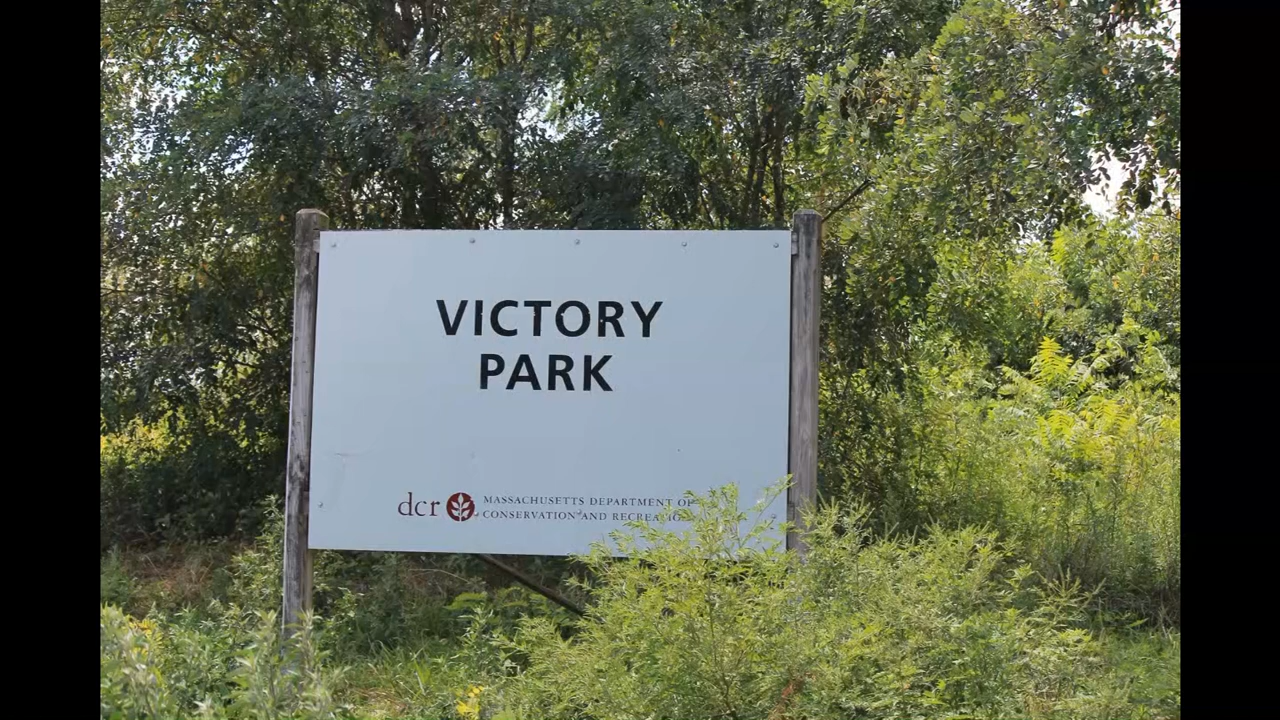 VICTORY
PARK
dcr MASSACHUSETTS DEPARTMENT OF
CONSERVATION AND RECREATION